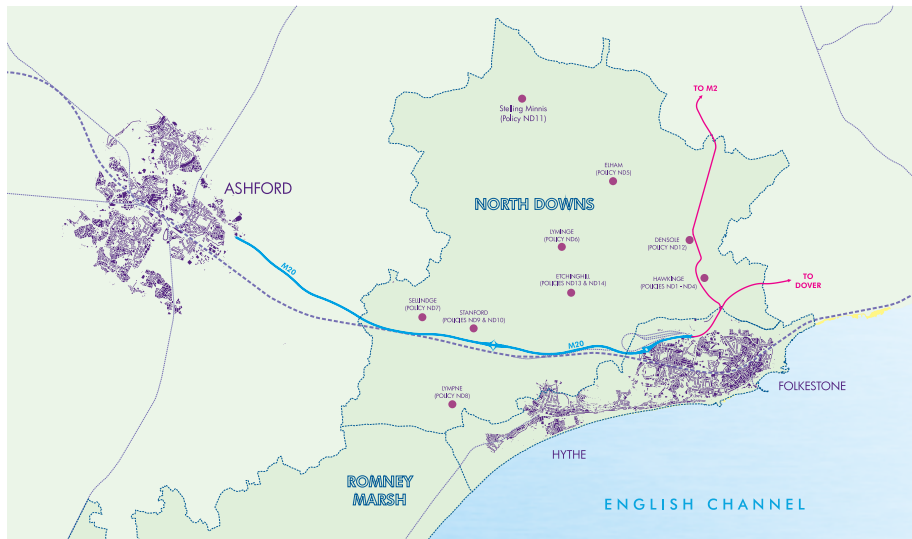 TO M2
Stelling Minnis
(Policy ND11)
ELHAM
(POLICY ND5)
ASHFORD
NORTH DOWNS
LYMINGE
(POLICY ND6)
DENSOLE
(POLICY ND12)
M20
ETCHINGHILL
(POLICIES ND13 & ND14)
HAWKINGE
(POLICIES ND1 - ND4)
TO
DOVER
SELLINDGE
(POLICY ND7)
STANFORD
(POLICIES ND9 & ND10)
M20
FOLKESTONE
LYMPNE
(POLICY ND8)
HYTHE
ROMNEY
MARSH
ENGLISH CHANNEL